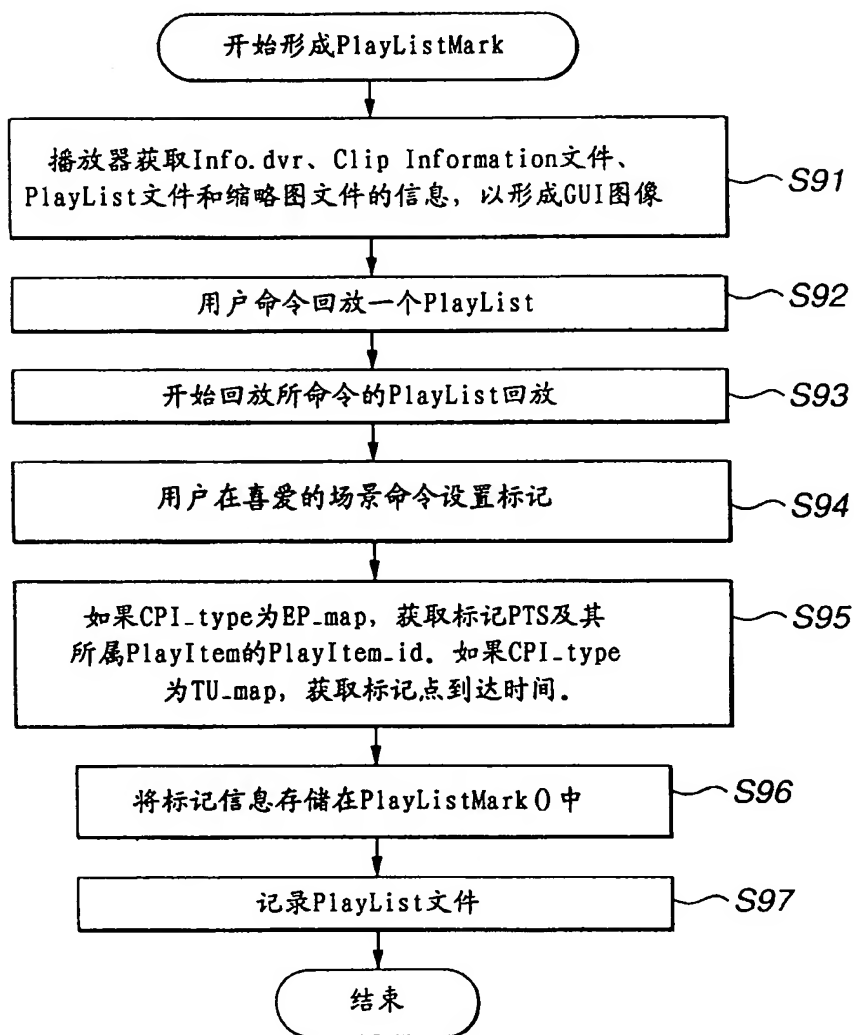 开始形成PlayListMark
播放器获取Info.dvr、Clip Information文件、
PlayList文件和缩略图文件的信息，以形成GUI图像
S91
用户命令回放一个PlayList
S92
开始回放所命令的PlayList回放
S93
用户在喜爱的场景命令设置标记
S94
如果CPI_type为EP_map，获取标记PTS及其
所属PlayItem的PlayItem_id。如果CPI_type
为TU_map，获取标记点到达时间。
S95
将标记信息存储在PlayListMark()中
S96
记录PlayList文件
S97
结束